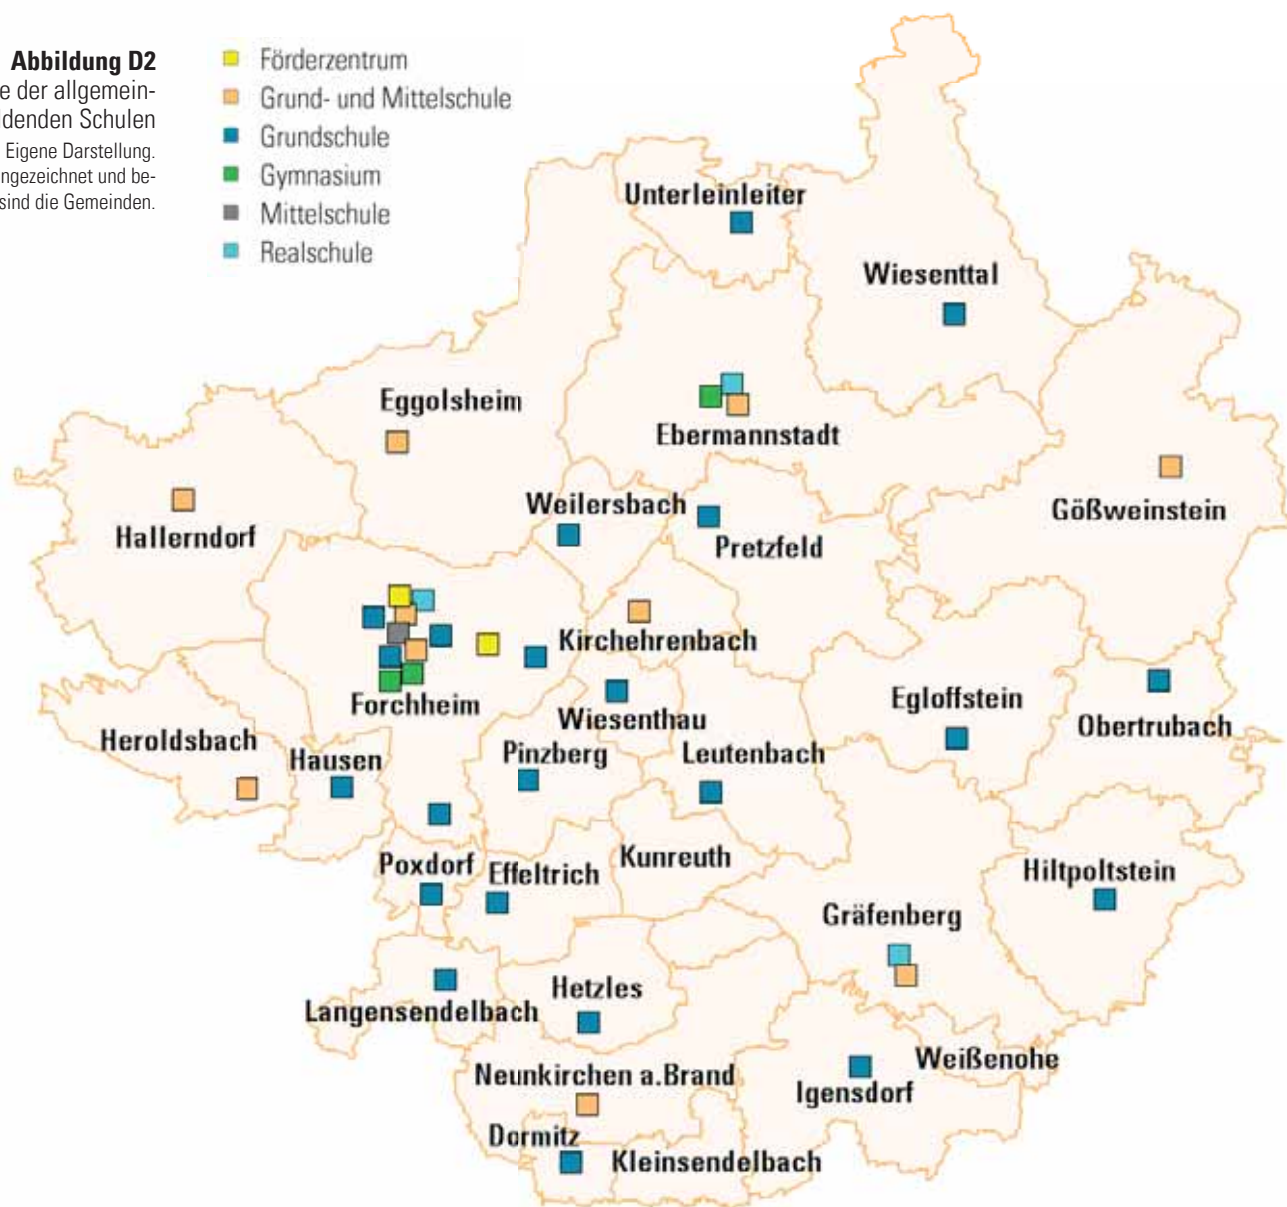 Abbildung D2
e der allgemein-
ldenden Schulen
Eigene Darstellung.
ngezeichnet und be-
sind die Gemeinden.
Förderzentrum
Grund- und Mittelschule
Grundschule
Gymnasium
Mittelschule
Realschule
Unterleinleiter
Wiesenttal
Eggolsheim
Ebermannstadt
Weilersbach
Gößweinstein
Hallerndorf
Pretzfeld
Kirchehrenbach
Forchheim
Wiesenthau
Egloffstein
Obertrubach
Heroldsbach
Hausen
Pinzberg
Leutenbach
Poxdorf
Effeltrich
Kunreuth
Hiltpoltstein
Gräfenberg
Hetzles
Langensendelbach
Weißenohe
Neunkirchen a.Brand
Igensdorf
Dormitz
Kleinsendelbach